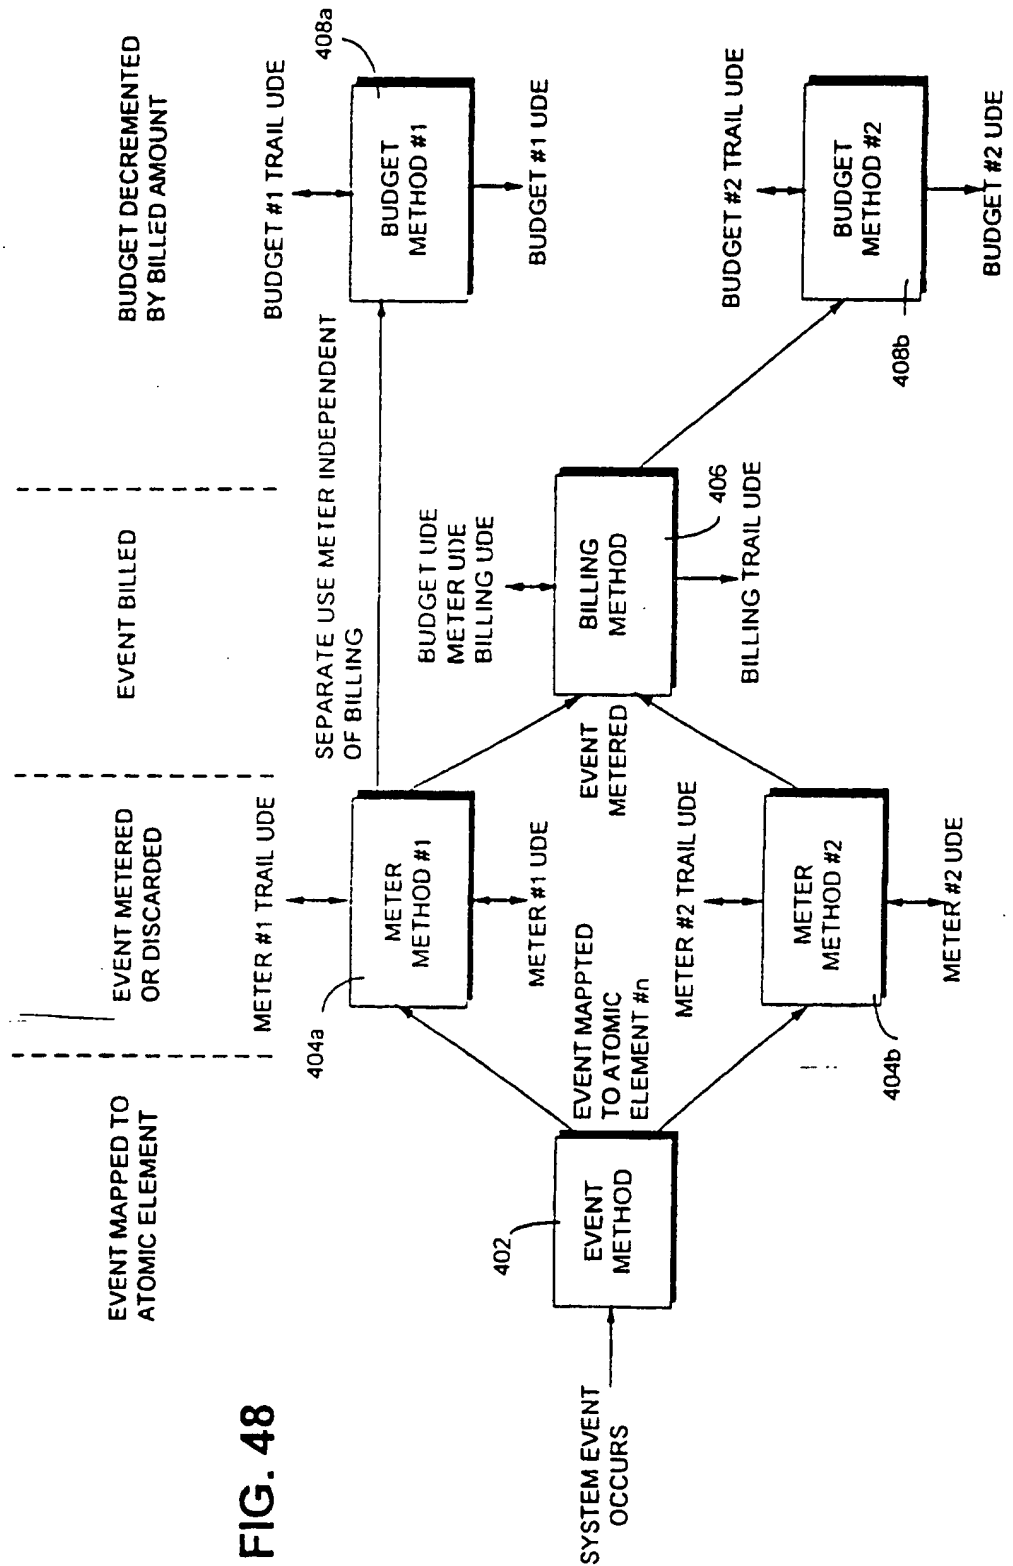 FIG. 48
EVENT MAPPED TO
ATOMIC ELEMENT
EVENT METERED
OR DISCARDED
EVENT BILLED
BUDGET DECREMENTED
BY BILLED AMOUNT
SYSTEM EVENT
OCCURS
402
EVENT
METHOD
EVENT MAPPTED
TO ATOMIC
ELEMENT #n
METER #1 TRAIL UDE
404a
METER
METHOD #1
METER #1 UDE
METER #2 TRAIL UDE
METER
METHOD #2
404b
METER #2 UDE
SEPARATE USE METER INDEPENDENT
OF BILLING
EVENT
METERED
BUDGET UDE
METER UDE
BILLING UDE
BILLING
METHOD
406
BILLING TRAIL UDE
BUDGET #1 TRAIL UDE
408a
BUDGET
METHOD #1
BUDGET #1 UDE
BUDGET #2 TRAIL UDE
BUDGET
METHOD #2
408b
BUDGET #2 UDE